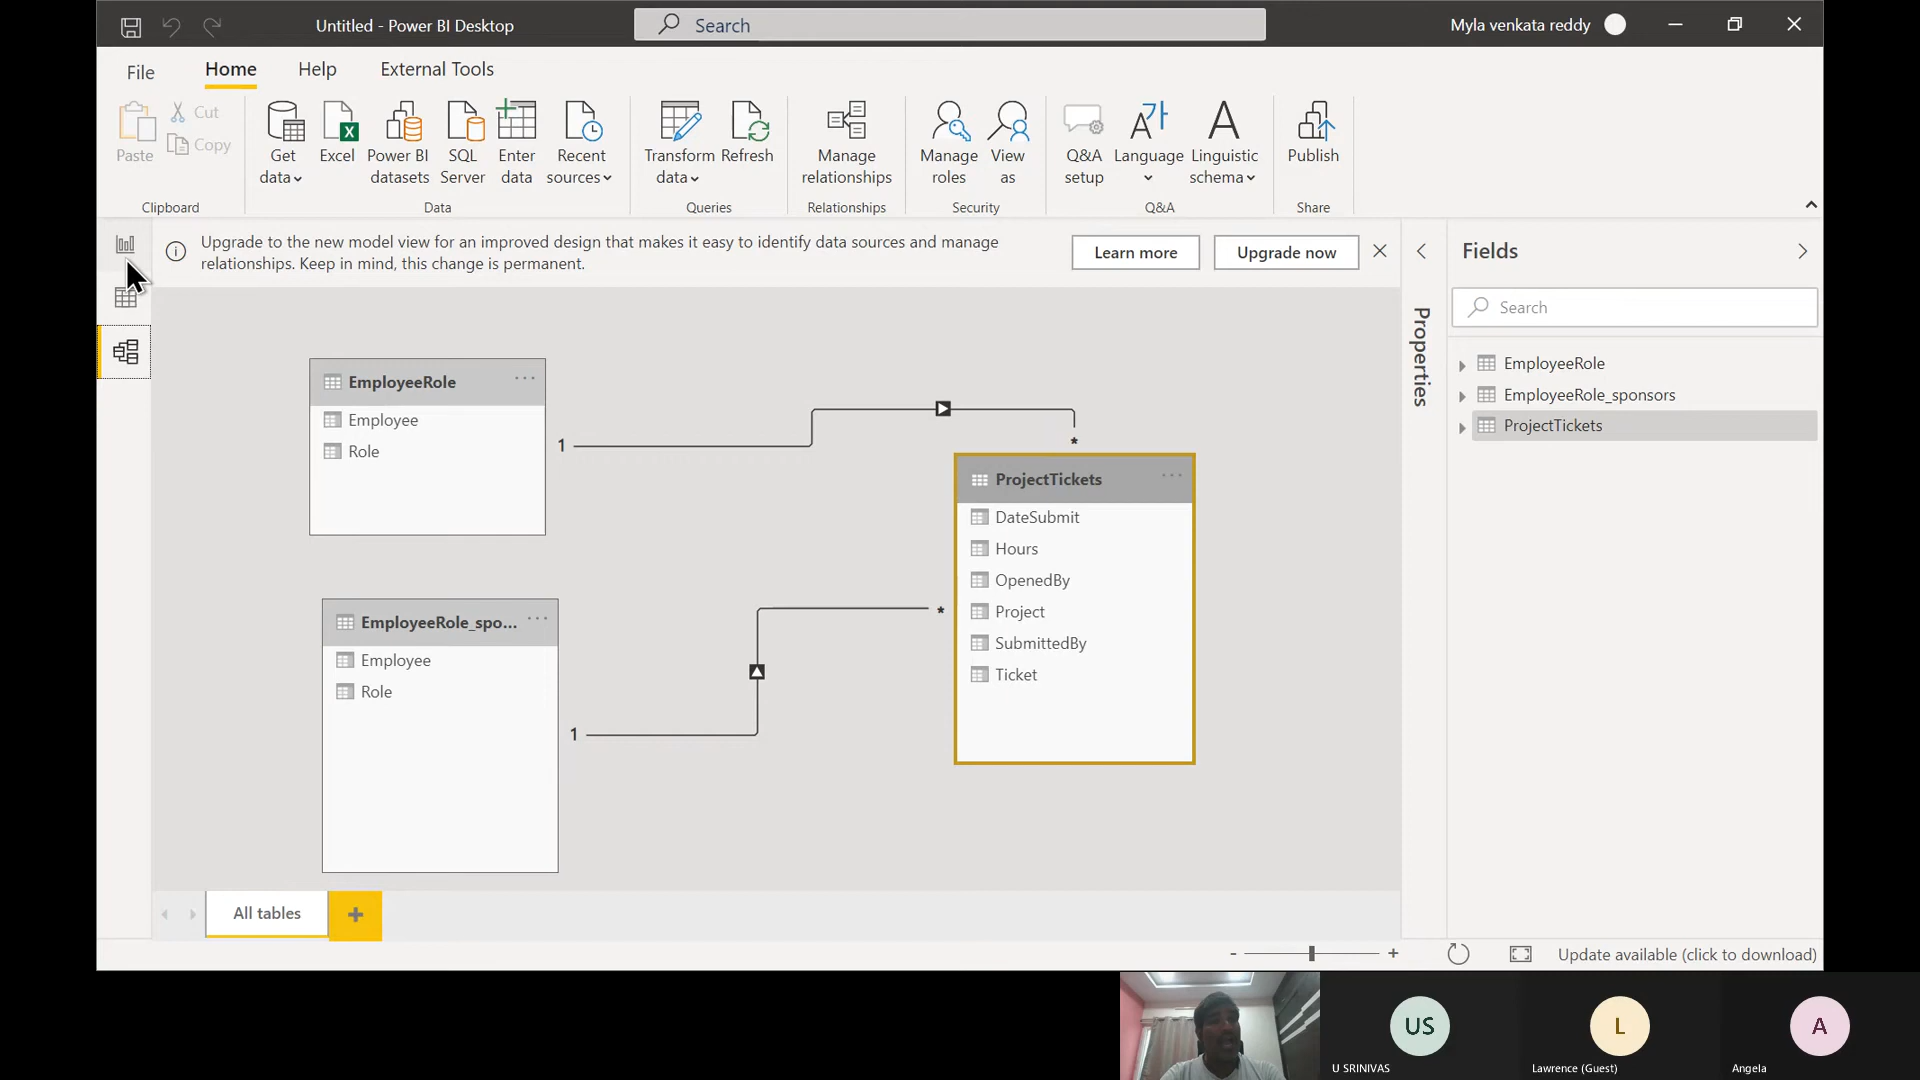 Untitled - Power BI Desktop
Search
Myla venkata reddy
File
Home
Help
External Tools
Paste
Cut
Copy
Clipboard
Get data
Excel
Power BI datasets
SQL Server
Enter data
Recent sources
Data
Transform data
Refresh
Queries
Manage relationships
Relationships
Manage roles
View as
Security
Q&A setup
Language
Linguistic schema
Q&A
Publish
Share
Upgrade to the new model view for an improved design that makes it easy to identify data sources and manage
relationships. Keep in mind, this change is permanent.
Learn more
Upgrade now
Properties
Fields
Search
EmployeeRole
EmployeeRole_sponsors
ProjectTickets
EmployeeRole
Employee
Role
1
*
ProjectTickets
DateSubmit
Hours
OpenedBy
Project
SubmittedBy
Ticket
EmployeeRole_spo...
Employee
Role
1
*
All tables
+
-
+
Update available (click to download)
US
U SRINIVAS
L
Lawrence (Guest)
A
Angela